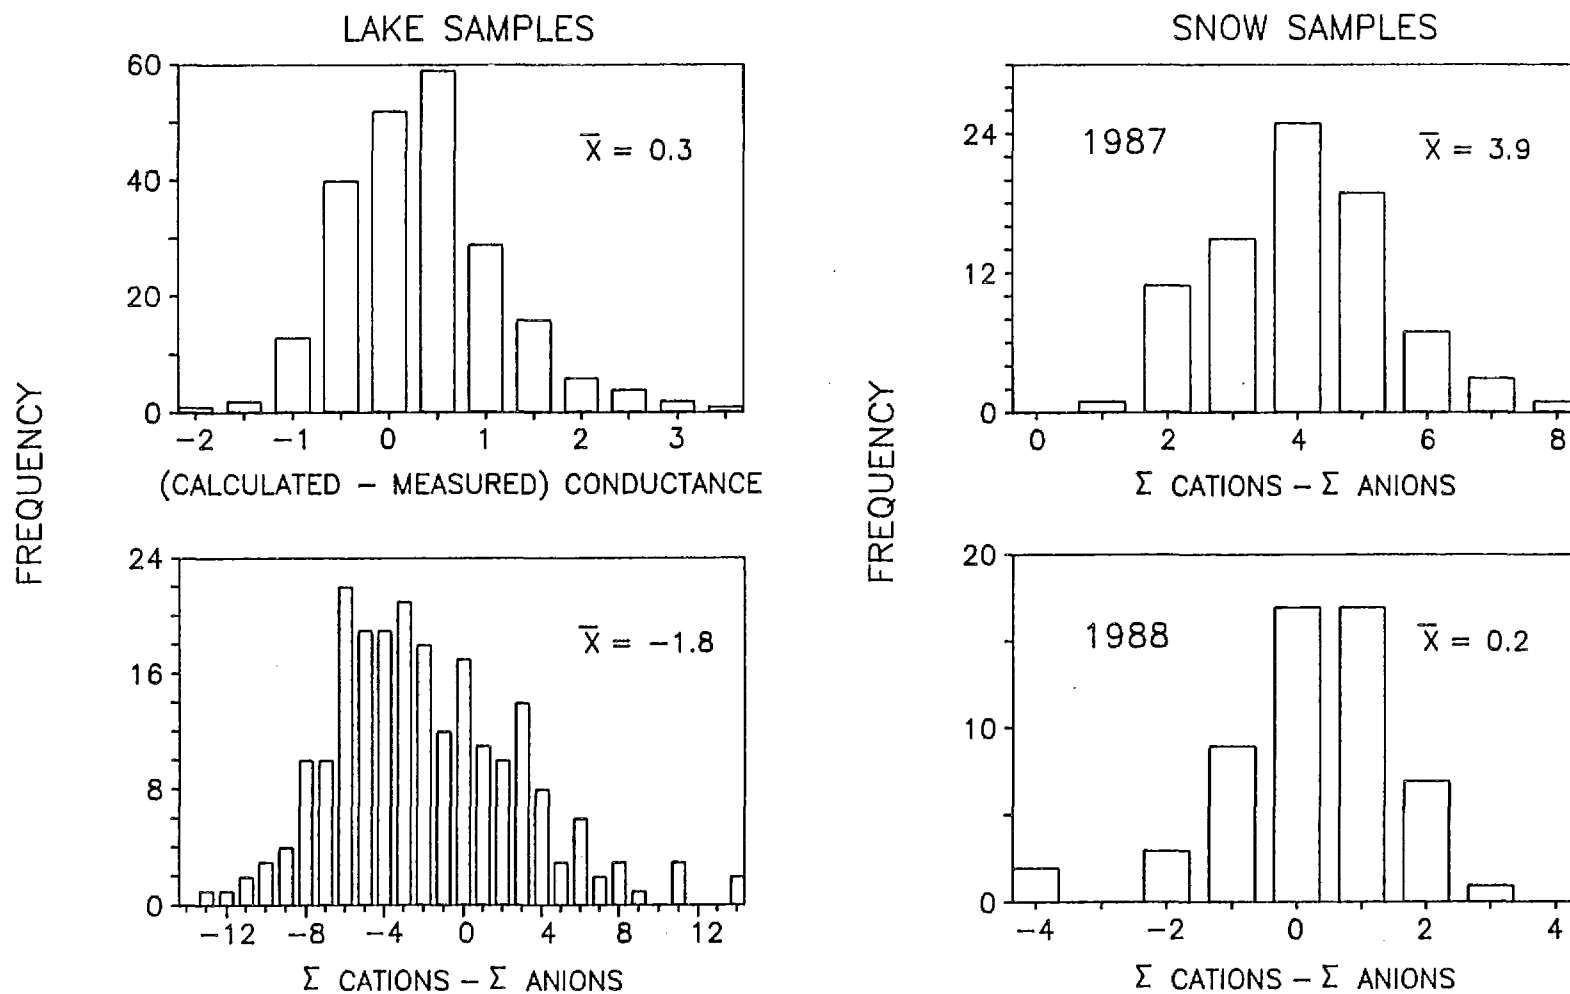 LAKE SAMPLES
60
40
20
0
X̅ = 0.3
−2 −1 0 1 2 3
(CALCULATED − MEASURED) CONDUCTANCE
FREQUENCY
24
16
8
0
X̅ = −1.8
−12 −8 −4 0 4 8 12
Σ CATIONS − Σ ANIONS
SNOW SAMPLES
24
12
0
1987
X̅ = 3.9
0 2 4 6 8
Σ CATIONS − Σ ANIONS
FREQUENCY
20
10
0
1988
X̅ = 0.2
−4 −2 0 2 4
Σ CATIONS − Σ ANIONS